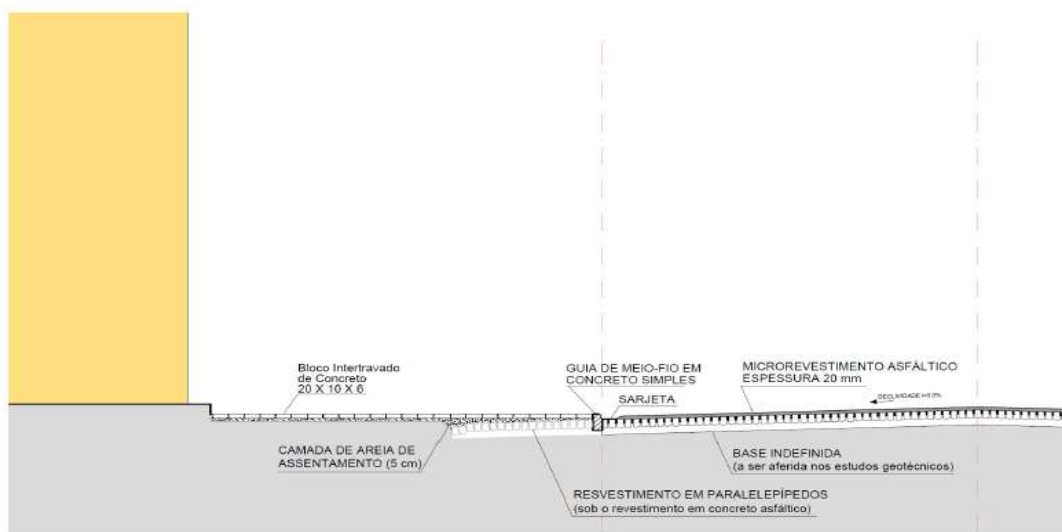 Bloco Intertravado
de Concreto
20 X 10 X 6
GUIA DE MEIO-FIO EM
CONCRETO SIMPLES
SARJETA
MICROREVESTIMENTO ASFÁLTICO
ESPESSURA 20 mm
DECLIVIDADE
CAMADA DE AREIA DE
ASSENTAMENTO (5 cm)
BASE INDEFINIDA
(a ser aferida nos estudos geotécnicos)
RESVESTIMENTO EM PARALELEPÍPEDOS
(sob o revestimento em concreto asfáltico)